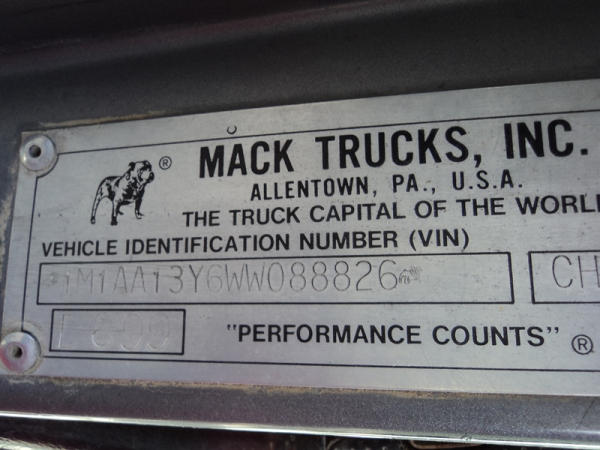 ® MACK TRUCKS, INC.
ALLENTOWN, PA., U.S.A.
THE TRUCK CAPITAL OF THE WORL
VEHICLE IDENTIFICATION NUMBER (VIN)
1M1AA13Y6WW088826 CH
"PERFORMANCE COUNTS" ®